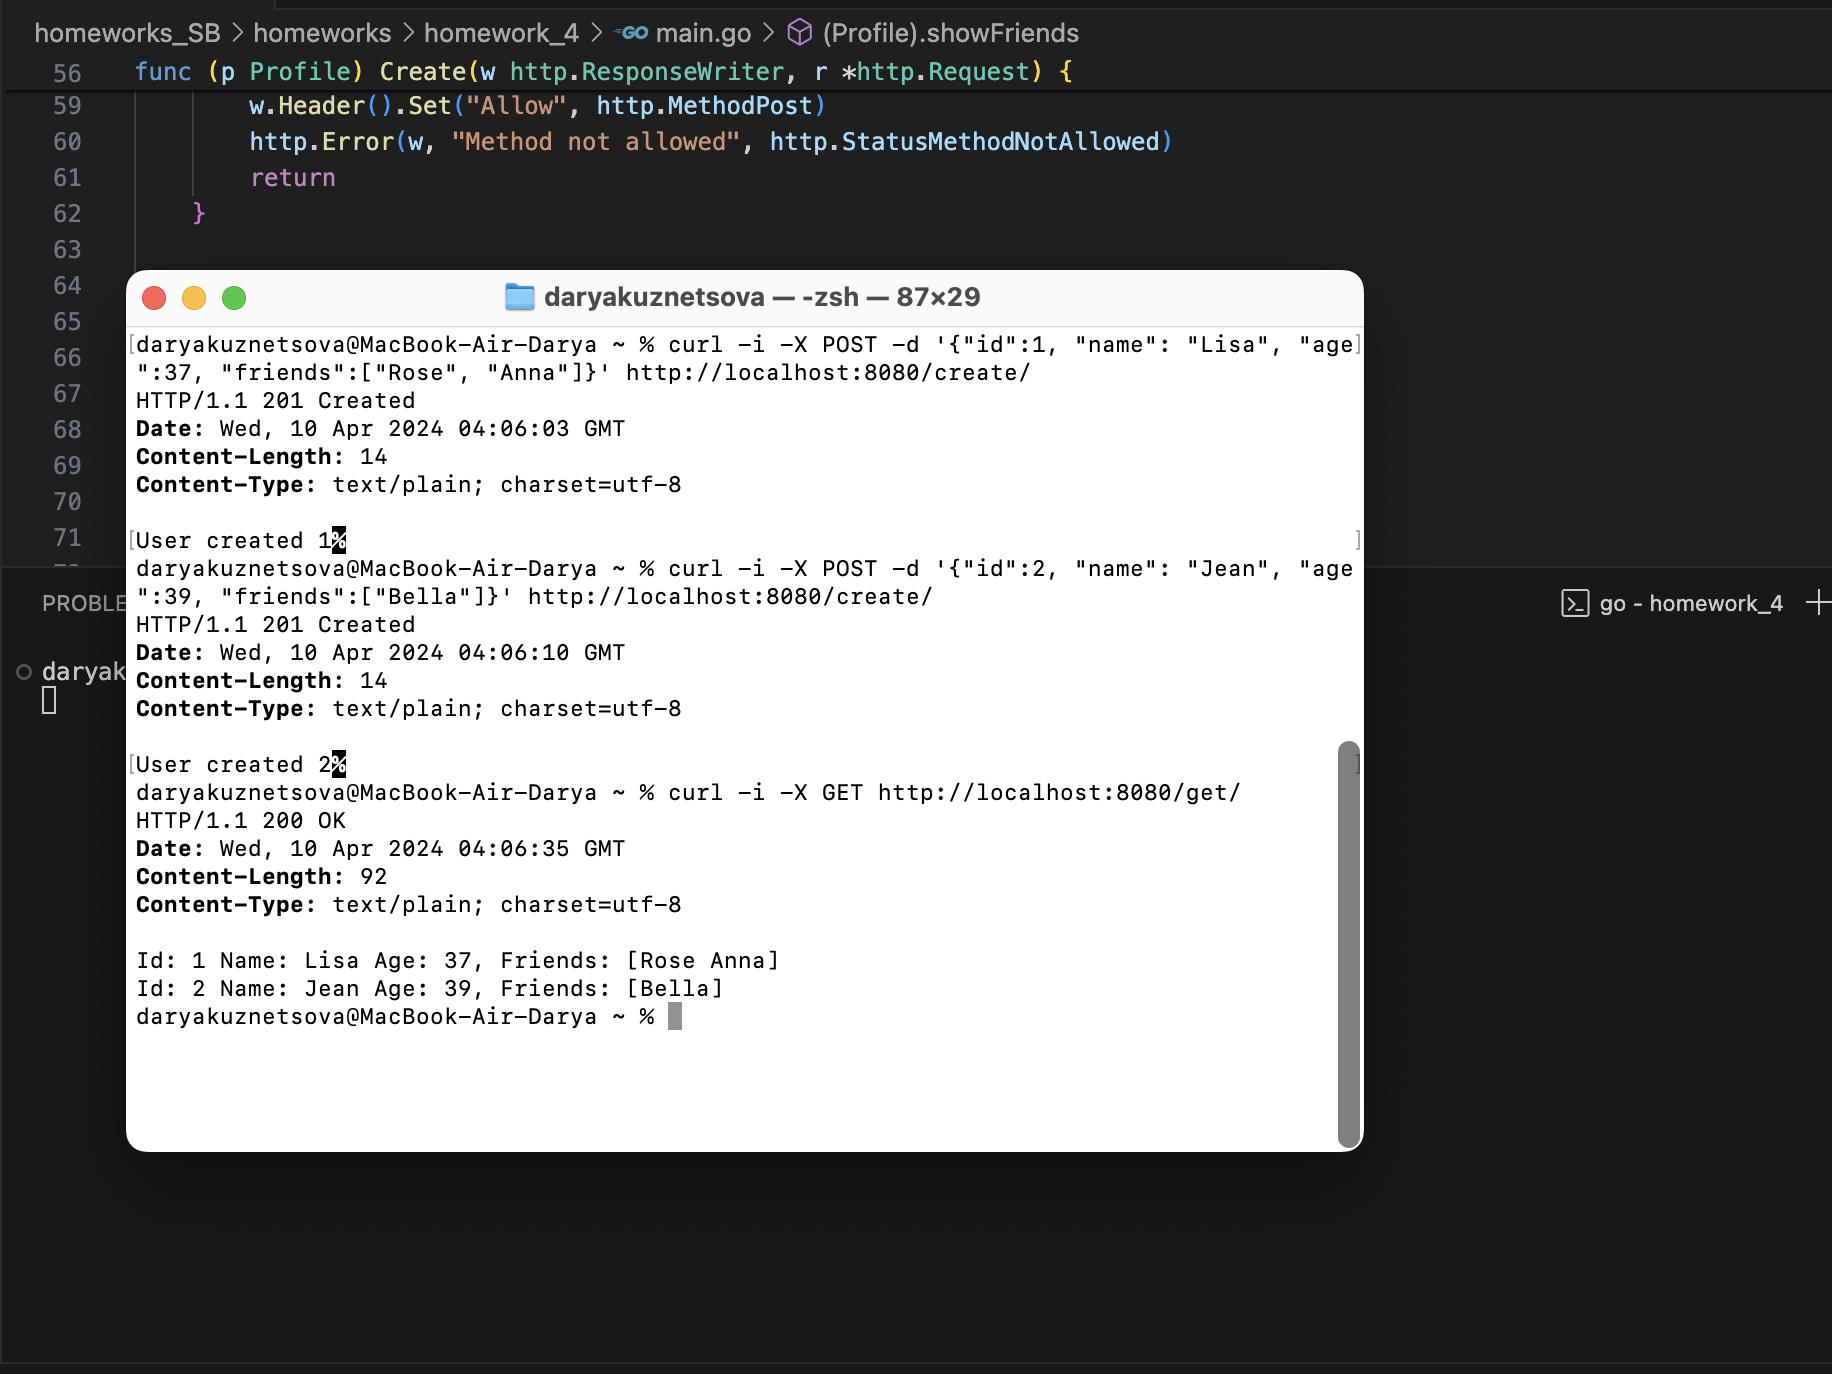 homeworks_SB > homeworks > homework_4 > GO main.go > (Profile).showFriends
56 func (p Profile) Create(w http.ResponseWriter, r *http.Request) {
59 w.Header().Set("Allow", http.MethodPost)
60 http.Error(w, "Method not allowed", http.StatusMethodNotAllowed)
61 return
62 }
63
64
65
66
67
68
69
70
71
daryakuznetsova — -zsh — 87×29
daryakuznetsova@MacBook-Air-Darya ~ % curl -i -X POST -d '{"id":1, "name": "Lisa", "age
":37, "friends":["Rose", "Anna"]}' http://localhost:8080/create/
HTTP/1.1 201 Created
Date: Wed, 10 Apr 2024 04:06:03 GMT
Content-Length: 14
Content-Type: text/plain; charset=utf-8
User created 1%
daryakuznetsova@MacBook-Air-Darya ~ % curl -i -X POST -d '{"id":2, "name": "Jean", "age
":39, "friends":["Bella"]}' http://localhost:8080/create/
HTTP/1.1 201 Created
Date: Wed, 10 Apr 2024 04:06:10 GMT
Content-Length: 14
Content-Type: text/plain; charset=utf-8
User created 2%
daryakuznetsova@MacBook-Air-Darya ~ % curl -i -X GET http://localhost:8080/get/
HTTP/1.1 200 OK
Date: Wed, 10 Apr 2024 04:06:35 GMT
Content-Length: 92
Content-Type: text/plain; charset=utf-8
Id: 1 Name: Lisa Age: 37, Friends: [Rose Anna]
Id: 2 Name: Jean Age: 39, Friends: [Bella]
daryakuznetsova@MacBook-Air-Darya ~ %
PROBLE
go - homework_4
daryak